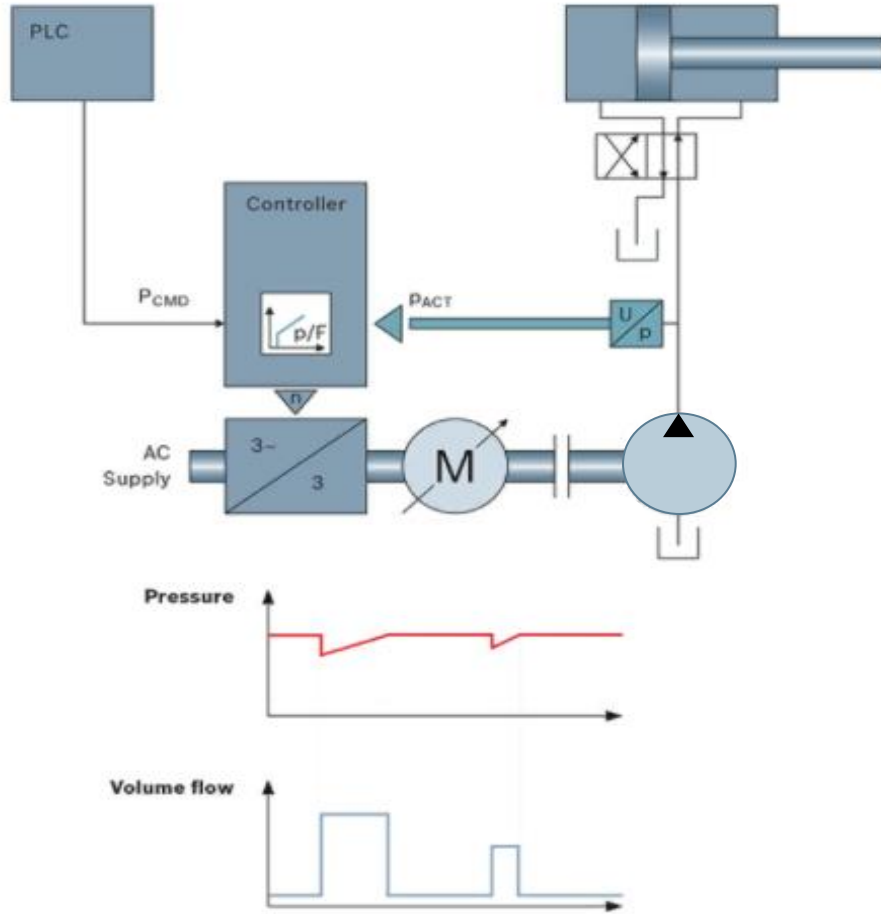 PLC
Controller
PCMD
p/F
pACT
U
p
n
AC
Supply
3~
3
M
Pressure
Volume flow